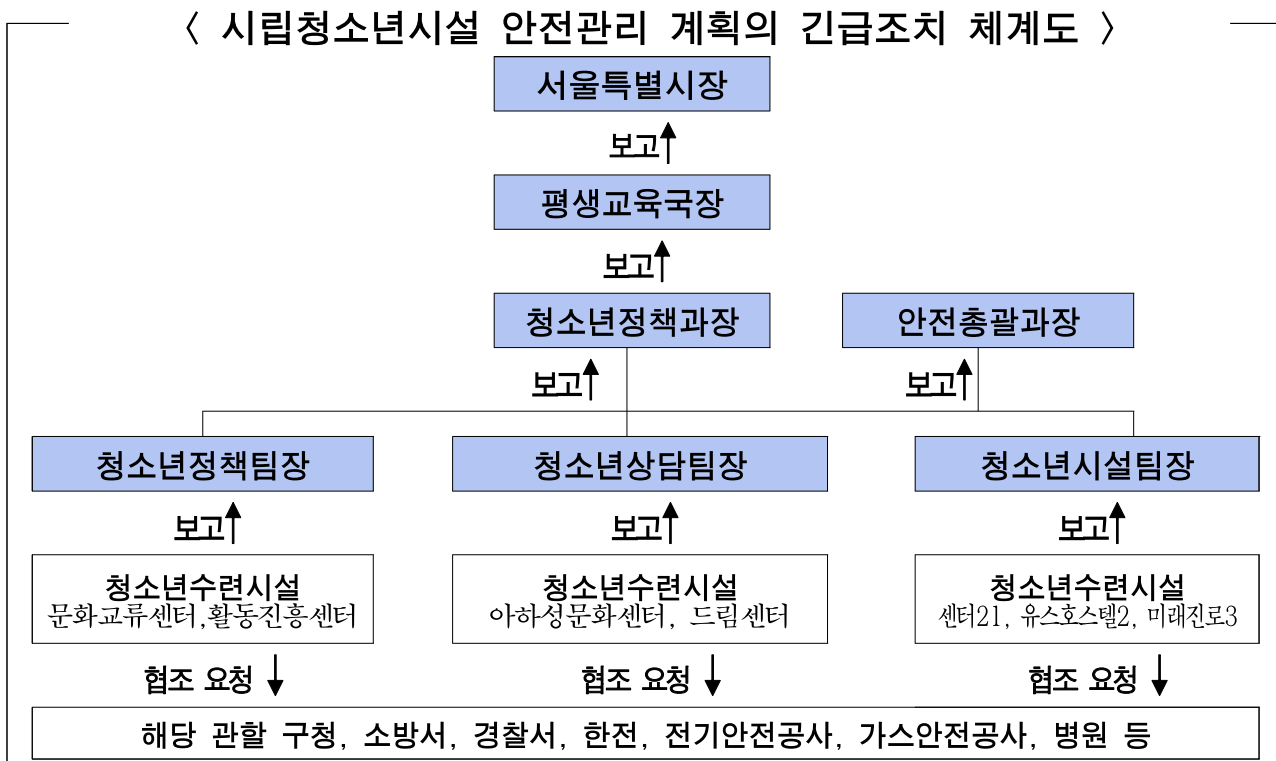 < 시립청소년시설 안전관리 계획의 긴급조치 체계도 >
서울특별시장
보고
평생교육국장
보고
청소년정책과장 안전총괄과장
보고 보고
청소년정책팀장 청소년상담팀장 청소년시설팀장
보고 보고 보고
청소년수련시설 청소년수련시설 청소년수련시설
문화교류센터,활동진흥센터 아하성문화센터, 드림센터 센터21, 유스호스텔2, 미래진로3
협조 요청 협조 요청 협조 요청
해당 관할 구청, 소방서, 경찰서, 한전, 전기안전공사, 가스안전공사, 병원 등